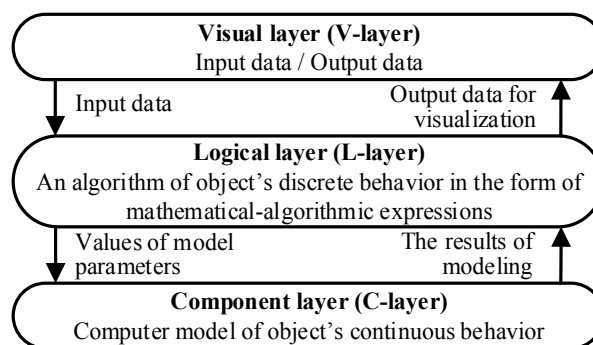 Visual layer (V-layer)
Input data / Output data
Input data
Output data for
visualization
Logical layer (L-layer)
An algorithm of object’s discrete behavior in the form of
mathematical-algorithmic expressions
Values of model
parameters
The results of
modeling
Component layer (C-layer)
Computer model of object’s continuous behavior